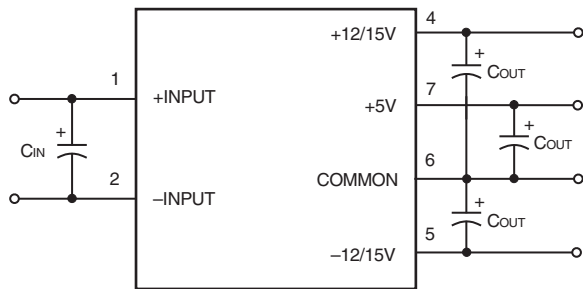 4
+12/15V
+
COUT
1
7
+INPUT
+5V
+
+
CIN
COUT
6
2
COMMON
–INPUT
+
COUT
5
–12/15V